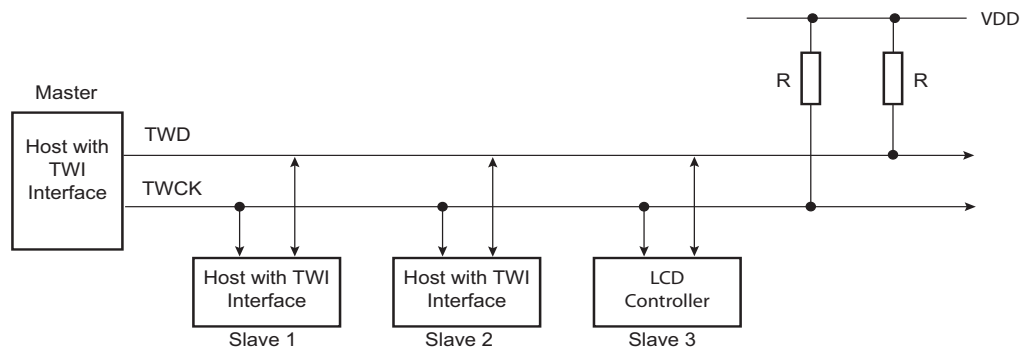 VDD
R
R
Master
Host with
TWI
Interface
TWD
TWCK
Host with TWI
Interface
Slave 1
Host with TWI
Interface
Slave 2
LCD
Controller
Slave 3